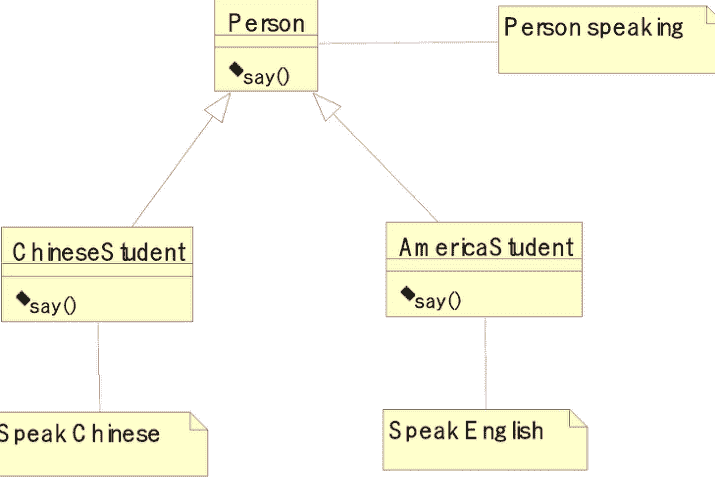 Person
Person speaking
say()
ChineseStudent
AmericaStudent
say()
say()
Speak Chinese
Speak English